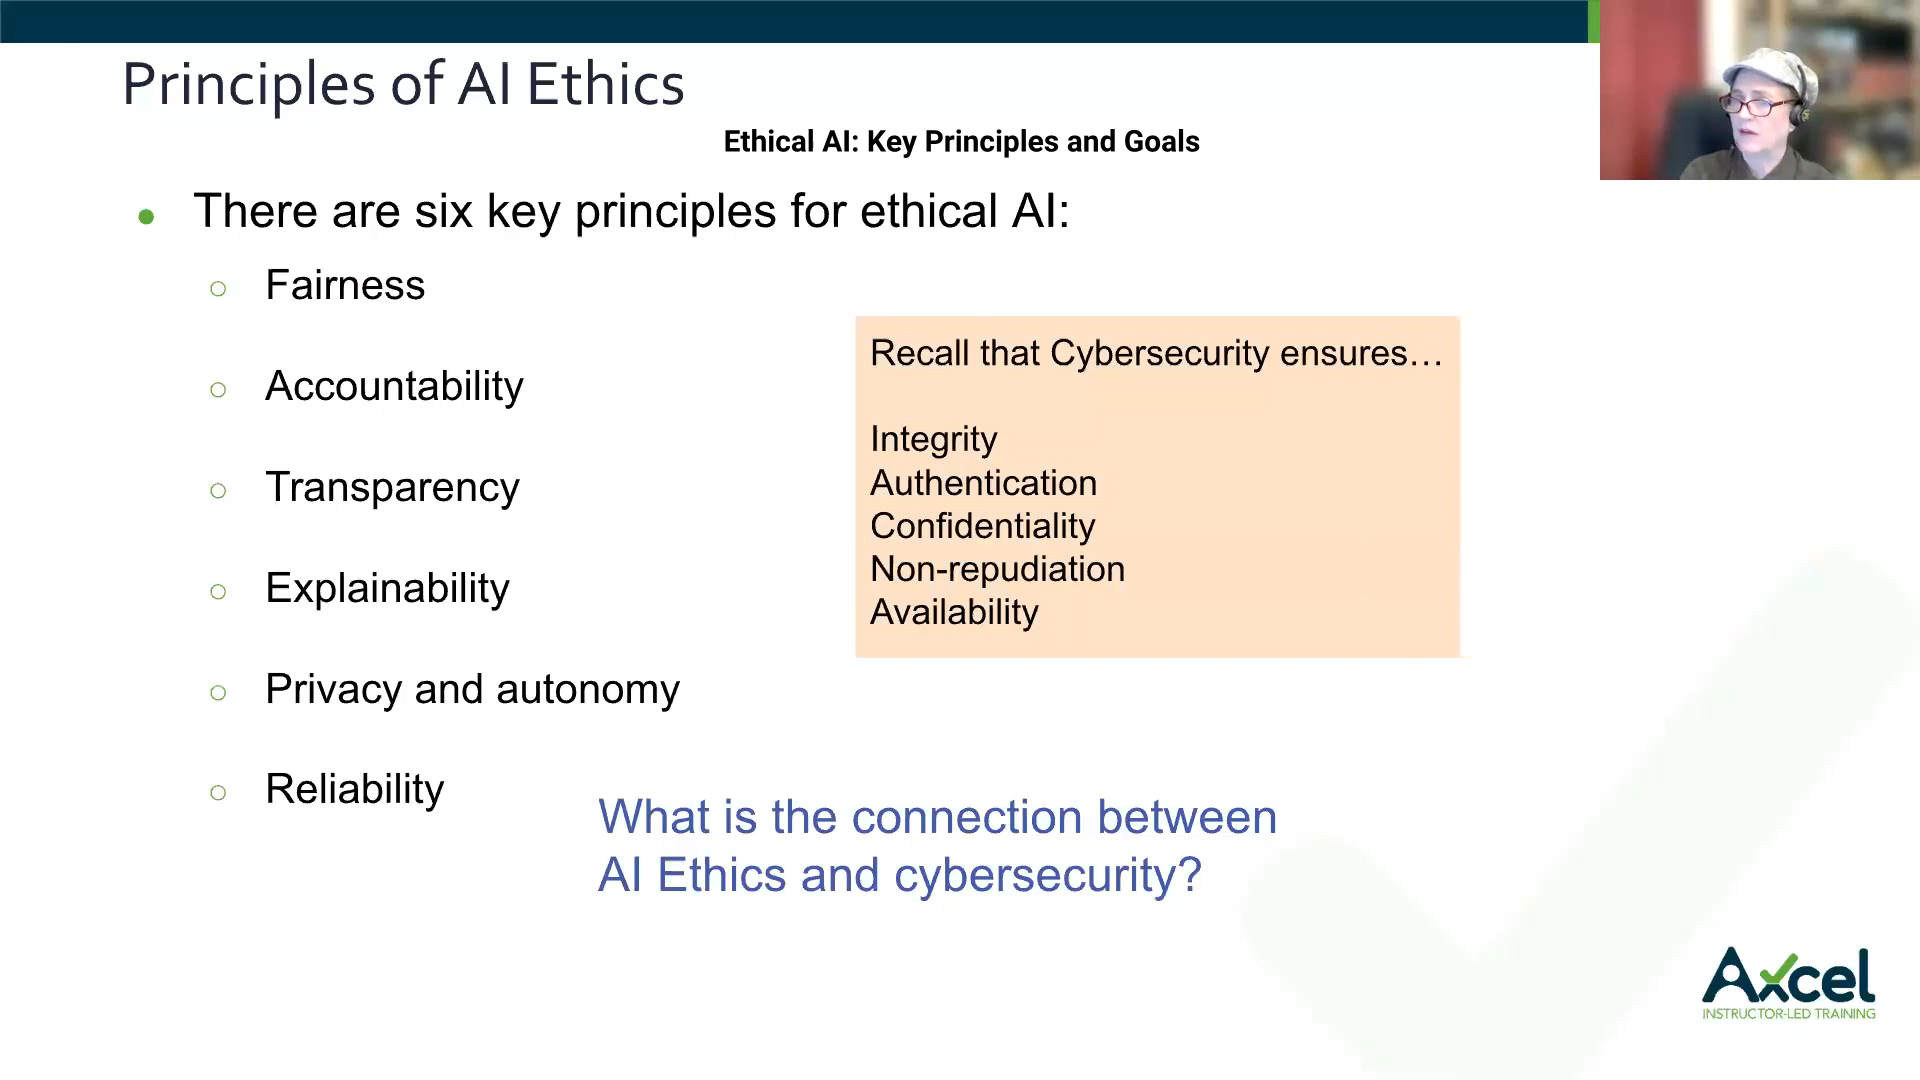 Principles of AI Ethics
Ethical AI: Key Principles and Goals
There are six key principles for ethical AI:
Fairness
Accountability
Transparency
Explainability
Privacy and autonomy
Reliability
Recall that Cybersecurity ensures…
Integrity
Authentication
Confidentiality
Non-repudiation
Availability
What is the connection between
AI Ethics and cybersecurity?
Axcel
INSTRUCTOR-LED TRAINING